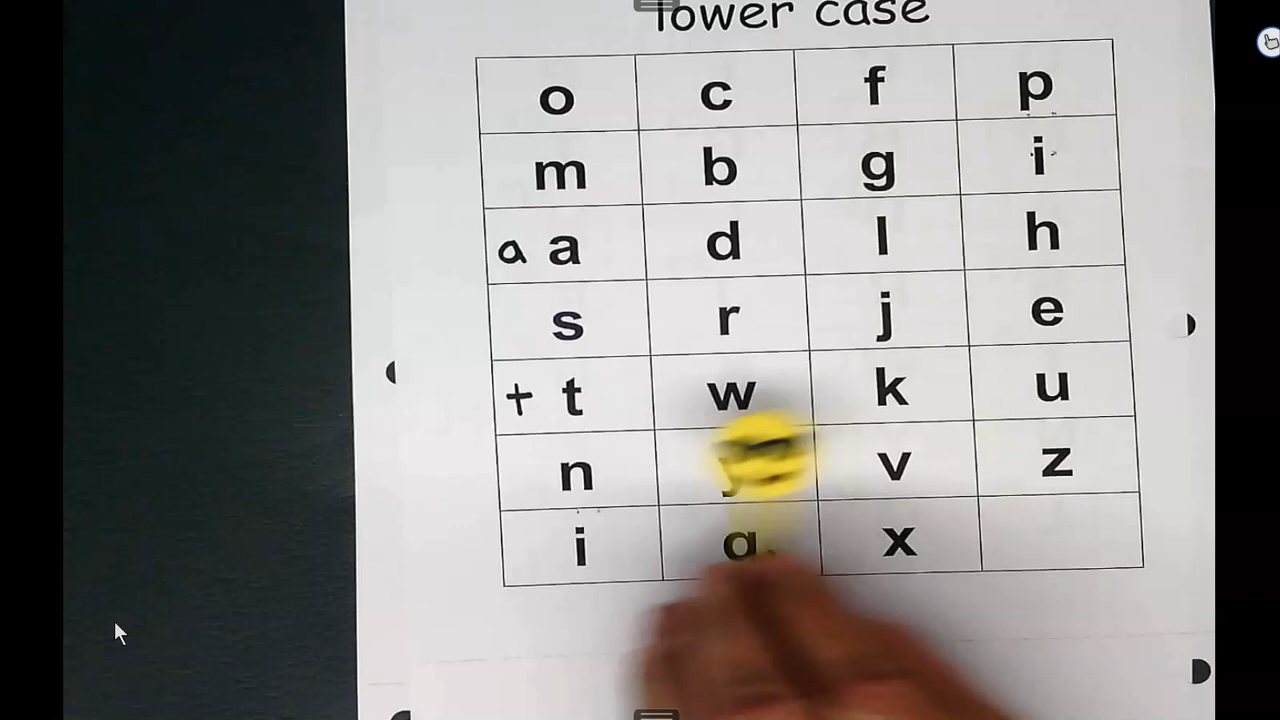 lower case
o c f p
m b g i
a a d l h
s r j e
+ t w k u
n v z
i x